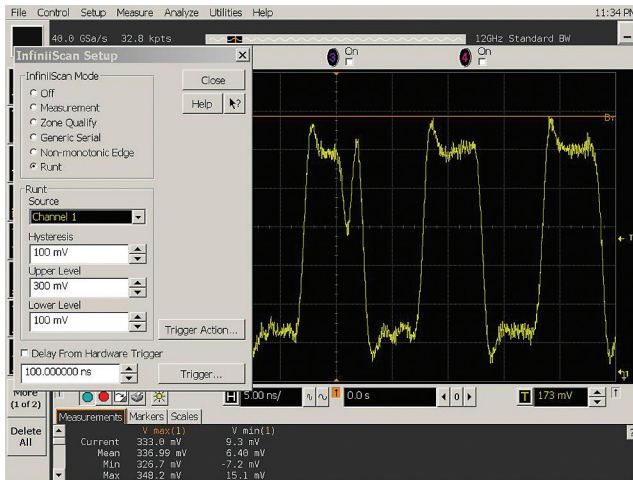 File Control Setup Measure Analyze Utilities Help 11:34 PM
40.0 GSa/s 32.8 kpts 12GHz Standard BW
InfiniiScan Setup
3 On 4 On
InfiniiScan Mode
Close
Off
Help
Measurement
Zone Qualify
Generic Serial
Non-monotonic Edge
Runt
Runt
Source
Channel 1
Hysteresis
100 mV
Upper Level
300 mV
Lower Level
100 mV
Trigger Action...
Delay From Hardware Trigger
100.000000 ns
Trigger...
More
(1 of 2)
H 5.00 ns/ 0.0 s 0 T 173 mV
Measurements Markers Scales
Delete
All
V max(1) V min(1)
Current 333.0 mV 9.3 mV
Mean 336.99 mV 6.40 mV
Min 326.7 mV -7.2 mV
Max 348.2 mV 15.1 mV